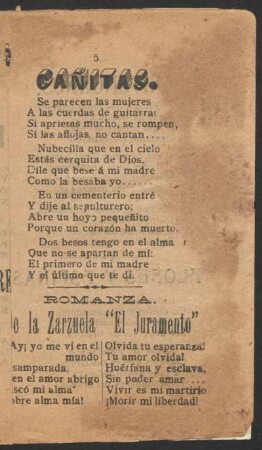 5
CAÑITAS.
Se parecen las mujeres
A las cuerdas de guitarra:
Si aprietas mucho, se rompen,
Si las aflojas, no cantan....
Nubecilla que en el cielo
Estás cerquita de Dios,
Dile que bese á mi madre
Como la besaba yo.....
En un cementerio entré
Y dije al sepulturero;
Abre un hoyo pequeñito
Porque un corazón ha muerto.
Dos besos tengo en el alma
Que no se apartan de mi:
El primero de mi madre
Y el último que te dí.
ROMANZA.
de la Zarzuela "El Juramento"
Ay! yo me ví en el
mundo
samparada,
en el amor abrigo
scó mi alma
obre alma mía!
Olvida tu esperanza!
Tu amor olvida!
Huérfana y esclava,
Sin poder amar....
Vivir es mi martirio
¡Morir mi libertad!